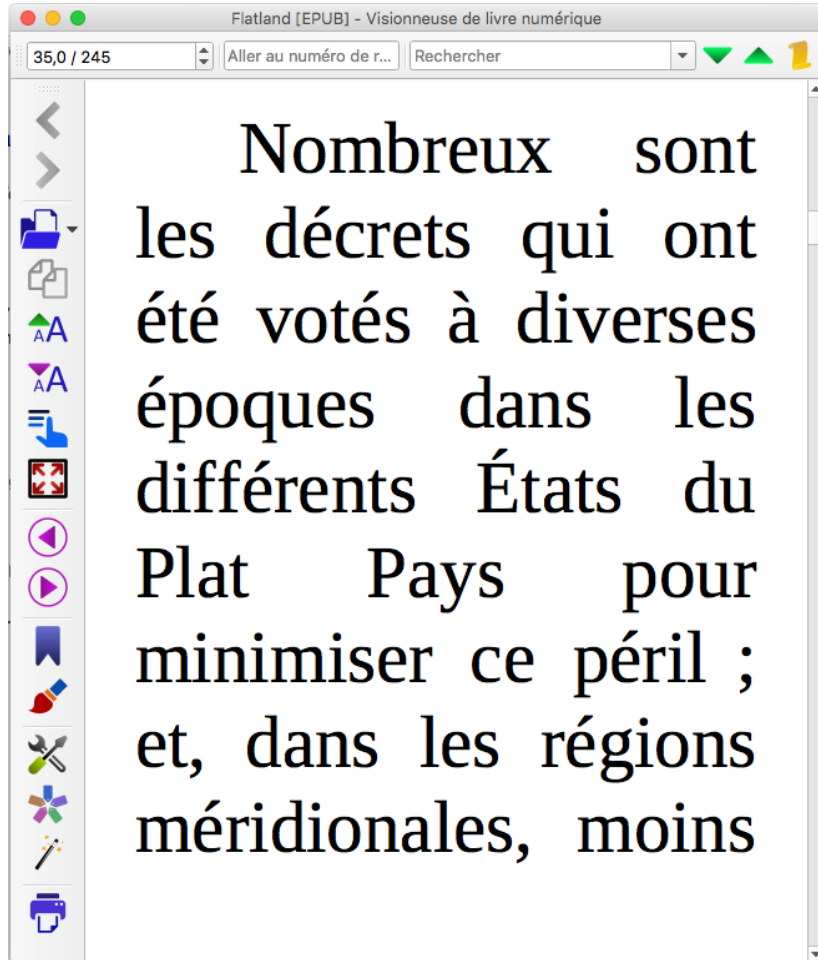 Flatland [EPUB] - Visionneuse de livre numérique
35,0 / 245 Aller au numéro de r... Rechercher
Nombreux sont
les décrets qui ont
été votés à diverses
époques dans les
différents États du
Plat Pays pour
minimiser ce péril ;
et, dans les régions
méridionales, moins